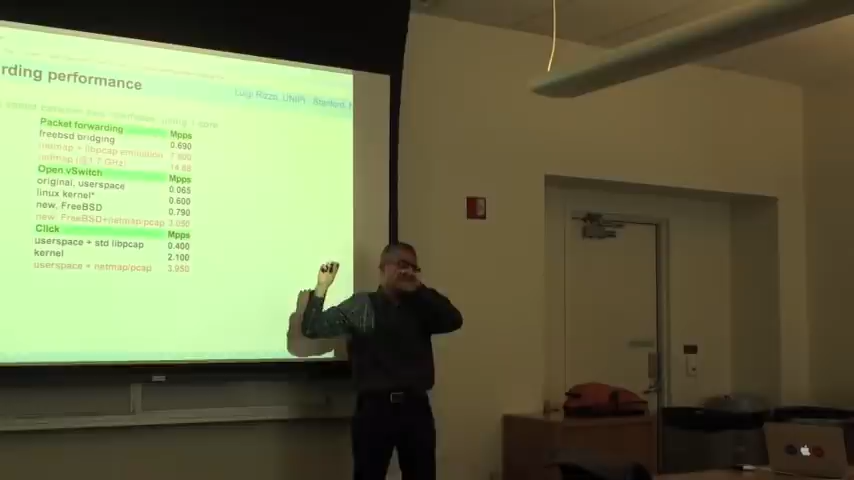 rding performance
Luigi Rizzo, UNIPI - Stanford,
Packet forwarding Mpps
freebsd bridging 0.690
netmap + libpcap emulation 7.500
netmap (@1.7 GHz) 14.88
Open vSwitch Mpps
original, userspace 0.065
linux kernel* 0.600
new, FreeBSD 0.790
new, FreeBSD+netmap/pcap 3.050
Click Mpps
userspace + std libpcap 0.400
kernel 2.100
userspace + netmap/pcap 3.950